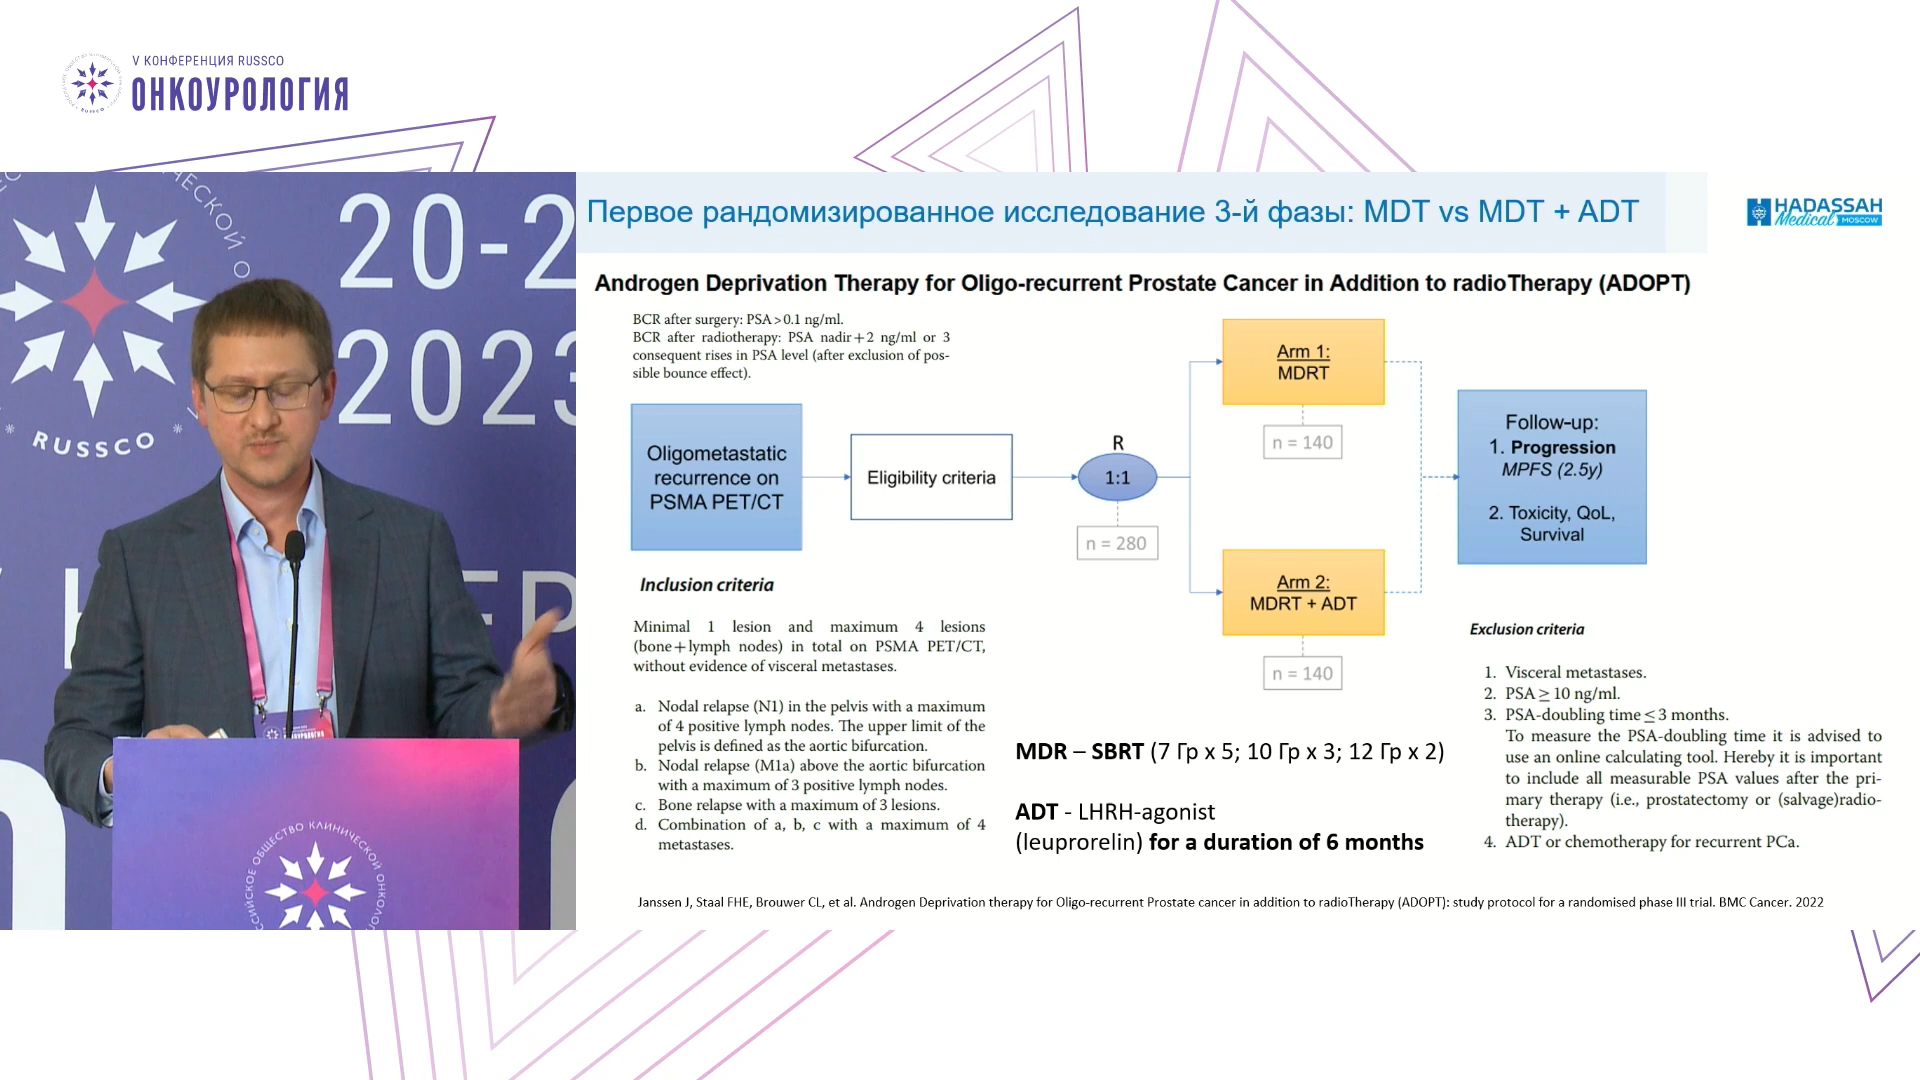 V КОНФЕРЕНЦИЯ RUSSCO
ОНКОУРОЛОГИЯ
20-2
2023
RUSSCO
Первое рандомизированное исследование 3-й фазы: MDT vs MDT + ADT
HADASSAH
Medical MOSCOW
Androgen Deprivation Therapy for Oligo-recurrent Prostate Cancer in Addition to radioTherapy (ADOPT)
BCR after surgery: PSA > 0.1 ng/ml.
BCR after radiotherapy: PSA nadir + 2 ng/ml or 3
consequent rises in PSA level (after exclusion of pos-
sible bounce effect).
Oligometastatic
recurrence on
PSMA PET/CT
Eligibility criteria
R
1:1
n = 280
Arm 1:
MDRT
n = 140
Arm 2:
MDRT + ADT
n = 140
Follow-up:
1. Progression
MPFS (2.5y)
2. Toxicity, QoL,
Survival
Inclusion criteria
Minimal 1 lesion and maximum 4 lesions
(bone + lymph nodes) in total on PSMA PET/CT,
without evidence of visceral metastases.
a. Nodal relapse (N1) in the pelvis with a maximum
of 4 positive lymph nodes. The upper limit of the
pelvis is defined as the aortic bifurcation.
b. Nodal relapse (M1a) above the aortic bifurcation
with a maximum of 3 positive lymph nodes.
c. Bone relapse with a maximum of 3 lesions.
d. Combination of a, b, c with a maximum of 4
metastases.
MDR – SBRT (7 Гр x 5; 10 Гр x 3; 12 Гр x 2)
ADT - LHRH-agonist
(leuprorelin) for a duration of 6 months
Exclusion criteria
1. Visceral metastases.
2. PSA ≥ 10 ng/ml.
3. PSA-doubling time ≤ 3 months.
To measure the PSA-doubling time it is advised to
use an online calculating tool. Hereby it is important
to include all measurable PSA values after the pri-
mary therapy (i.e., prostatectomy or (salvage)radio-
therapy).
4. ADT or chemotherapy for recurrent PCa.
Janssen J, Staal FHE, Brouwer CL, et al. Androgen Deprivation therapy for Oligo-recurrent Prostate cancer in addition to radioTherapy (ADOPT): study protocol for a randomised phase III trial. BMC Cancer. 2022
ОБЩЕСТВО КЛИНИЧЕСКОЙ